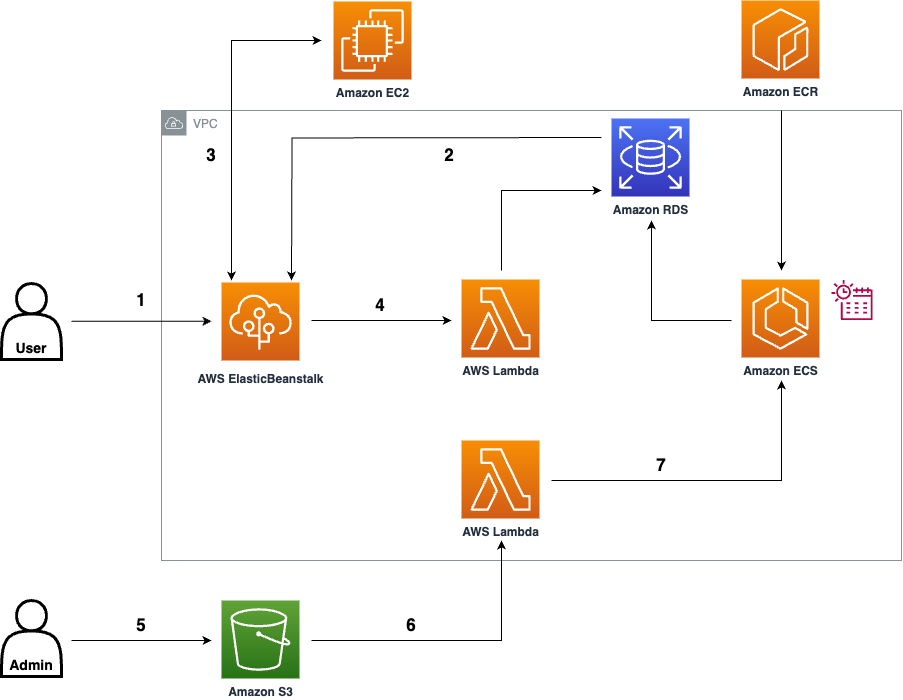 Amazon EC2
Amazon ECR
VPC
3
2
Amazon RDS
1
4
User
AWS ElasticBeanstalk
AWS Lambda
Amazon ECS
7
AWS Lambda
5
6
Admin
Amazon S3